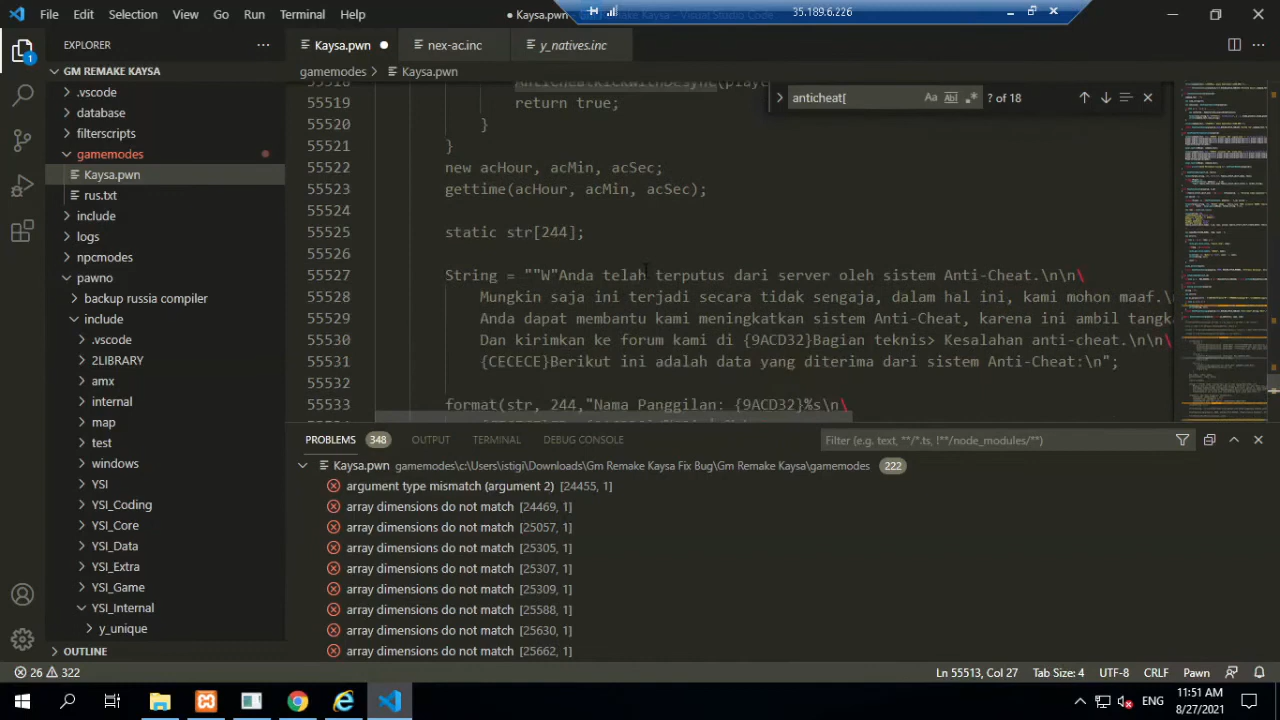 File Edit Selection View Go Run Terminal Help
Kaysa.pwn
35.189.6.226
Remake Kaysa - Visual Studio Code
EXPLORER
Kaysa.pwn
nex-ac.inc
y_natives.inc
GM REMAKE KAYSA
gamemodes > Kaysa.pwn
.vscode
database
filterscripts
gamemodes
Kaysa.pwn
rus.txt
include
logs
npcmodes
pawno
backup russia compiler
include
.vscode
2LIBRARY
amx
internal
map
test
windows
YSI
YSI_Coding
YSI_Core
YSI_Data
YSI_Extra
YSI_Game
YSI_Internal
y_unique
OUTLINE
anticheat[
Aa Abl .* ? of 18
55518 AntiCheatKickWithDesync(play
55519 return true;
55520 }
55521 }
55522 new acMin, acSec;
55523 gettime(acHour, acMin, acSec);
55524
55525 static str[244];
55526
55527 ""W"Anda telah terputus dari server oleh sistem Anti-Cheat.\n\n\
55528 Mungkin saja ini terjadi secara tidak sengaja, dalam hal ini, kami mohon maaf.\n
55529 membantu kami meningkatkan sistem Anti-Cheat karena ini ambil tangka
55530 ke forum kami di {9ACD32}Bagian teknis> Kesalahan anti-cheat.\n\n\
55531 ini adalah data yang diterima dari sistem Anti-Cheat:\n";
55532
55533 44,"Nama Panggilan: {9ACD32}%s\n\
PROBLEMS 348 OUTPUT TERMINAL DEBUG CONSOLE
Filter (e.g. text, **/*.ts, !**/node_modules/**)
Kaysa.pwn gamemodes\c:\Users\istigi\Downloads\Gm Remake Kaysa Fix Bug\Gm Remake Kaysa\gamemodes 222
argument type mismatch (argument 2) [24455, 1]
array dimensions do not match [24469, 1]
array dimensions do not match [25057, 1]
array dimensions do not match [25305, 1]
array dimensions do not match [25307, 1]
array dimensions do not match [25309, 1]
array dimensions do not match [25588, 1]
array dimensions do not match [25630, 1]
array dimensions do not match [25662, 1]
26 322
Ln 55513, Col 27 Tab Size: 4 UTF-8 CRLF Pawn
ENG
11:51 AM
8/27/2021